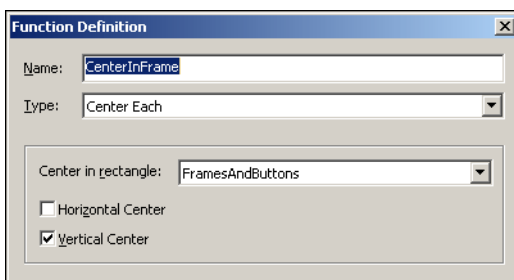 Function Definition
Name: CenterInFrame
Type: Center Each
Center in rectangle: FramesAndButtons
Horizontal Center
Vertical Center